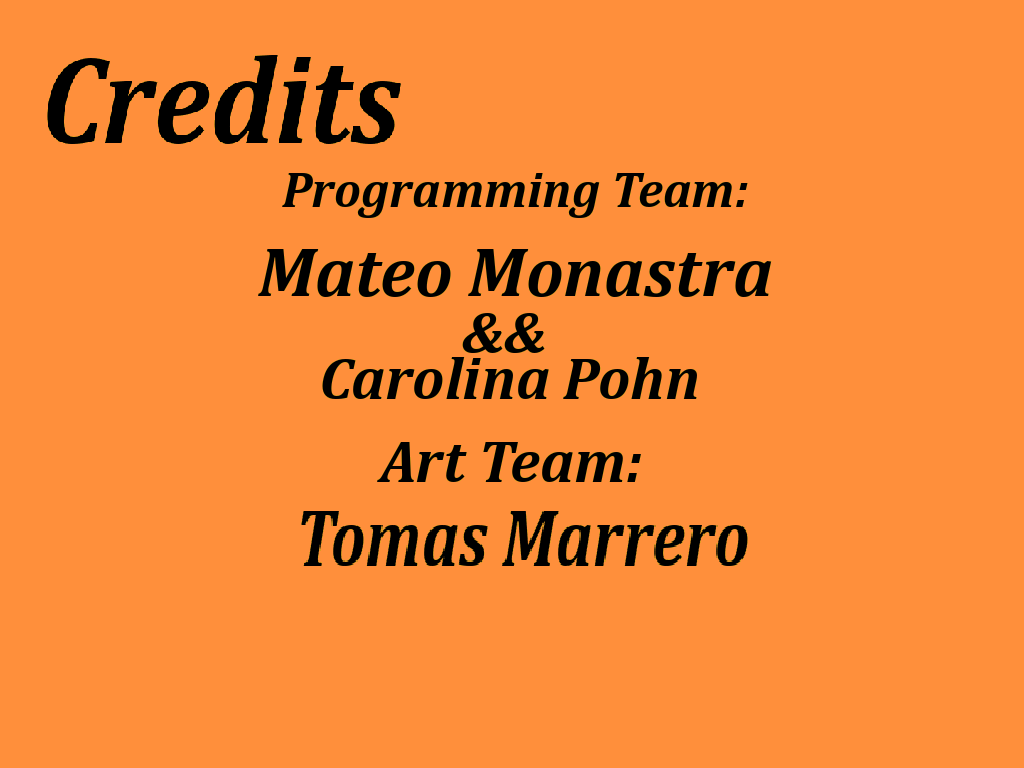 Credits
Programming Team:
Mateo Monastra
&&
Carolina Pohn
Art Team:
Tomas Marrero